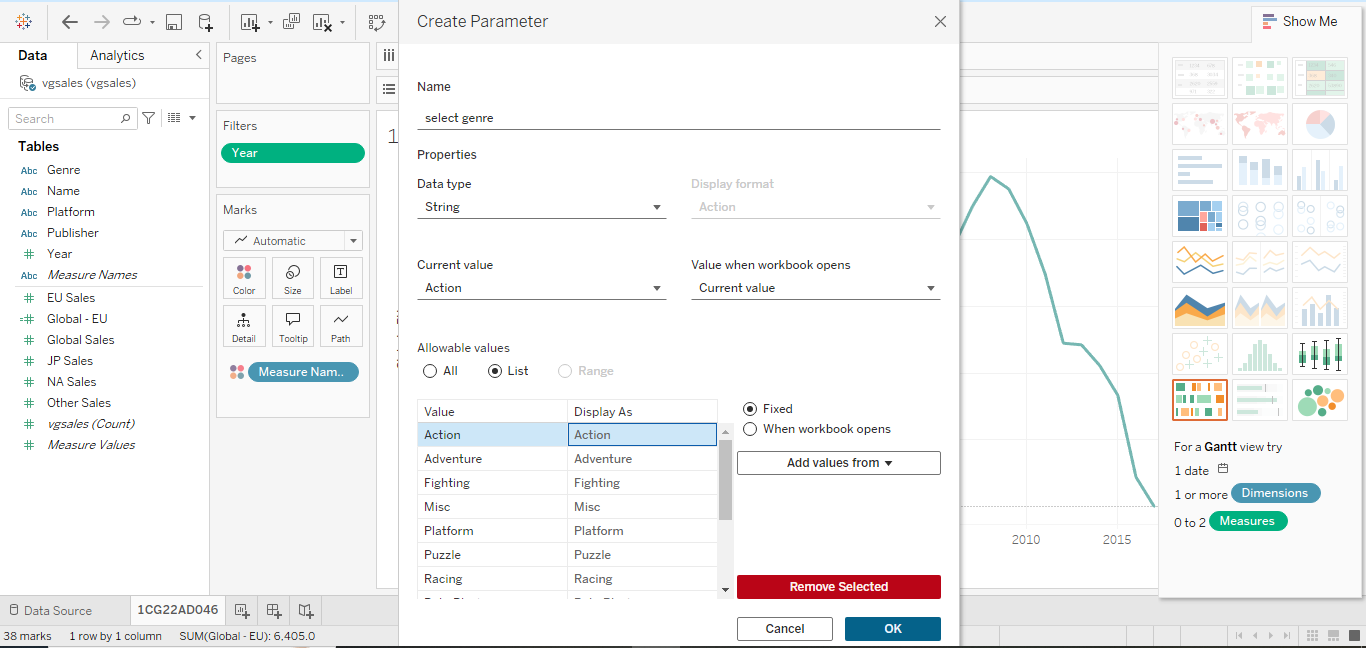 Create Parameter
Show Me
Data
Analytics
vgsales (vgsales)
Search
Tables
Abc Genre
Abc Name
Abc Platform
Abc Publisher
# Year
Abc Measure Names
# EU Sales
=# Global - EU
# Global Sales
# JP Sales
# NA Sales
# Other Sales
# vgsales (Count)
# Measure Values
Pages
Filters
Year
Marks
Automatic
Color
Size
Label
Detail
Tooltip
Path
Measure Nam..
1
Name
select genre
Properties
Data type
Display format
String
Action
Current value
Value when workbook opens
Action
Current value
Allowable values
All
List
Range
Value
Display As
Action
Action
Adventure
Adventure
Fighting
Fighting
Misc
Misc
Platform
Platform
Puzzle
Puzzle
Racing
Racing
Fixed
When workbook opens
Add values from
Remove Selected
Cancel
OK
2010
2015
For a Gantt view try
1 date
1 or more Dimensions
0 to 2 Measures
Data Source
1CG22AD046
38 marks
1 row by 1 column
SUM(Global - EU): 6,405.0